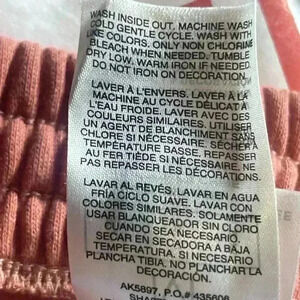 WASH INSIDE OUT. MACHINE WASH
COLD GENTLE CYCLE. WASH WITH
LIKE COLORS. ONLY NON CHLORINE
BLEACH WHEN NEEDED. TUMBLE
DRY LOW. WARM IRON IF NEEDED.
DO NOT IRON ON DECORATION.
LAVER À L'ENVERS. LAVER À LA
MACHINE AU CYCLE DÉLICAT À
L'EAU FROIDE. LAVER AVEC DES
COULEURS SIMILAIRES. UTILISER
UN AGENT DE BLANCHIMENT SANS
CHLORE SI NÉCESSAIRE. SÉCHER À
TEMPÉRATURE BASSE. REPASSER
AU FER TIÈDE SI NÉCESSAIRE. NE
PAS REPASSER LES DÉCORATIONS.
LAVAR AL REVÉS. LAVAR EN AGUA
FRÍA CICLO SUAVE. LAVAR CON
COLORES SIMILARES. SOLAMENTE
USAR BLANQUEADOR SIN CLORO
CUANDO SEA NECESARIO.
SECAR EN SECADORA A BAJA
TEMPERATURA. SI NECESARIO,
PLANCHA TIBIA. NO PLANCHAR LA
DECORACIÓN.
AK5897, P.O.# 435606